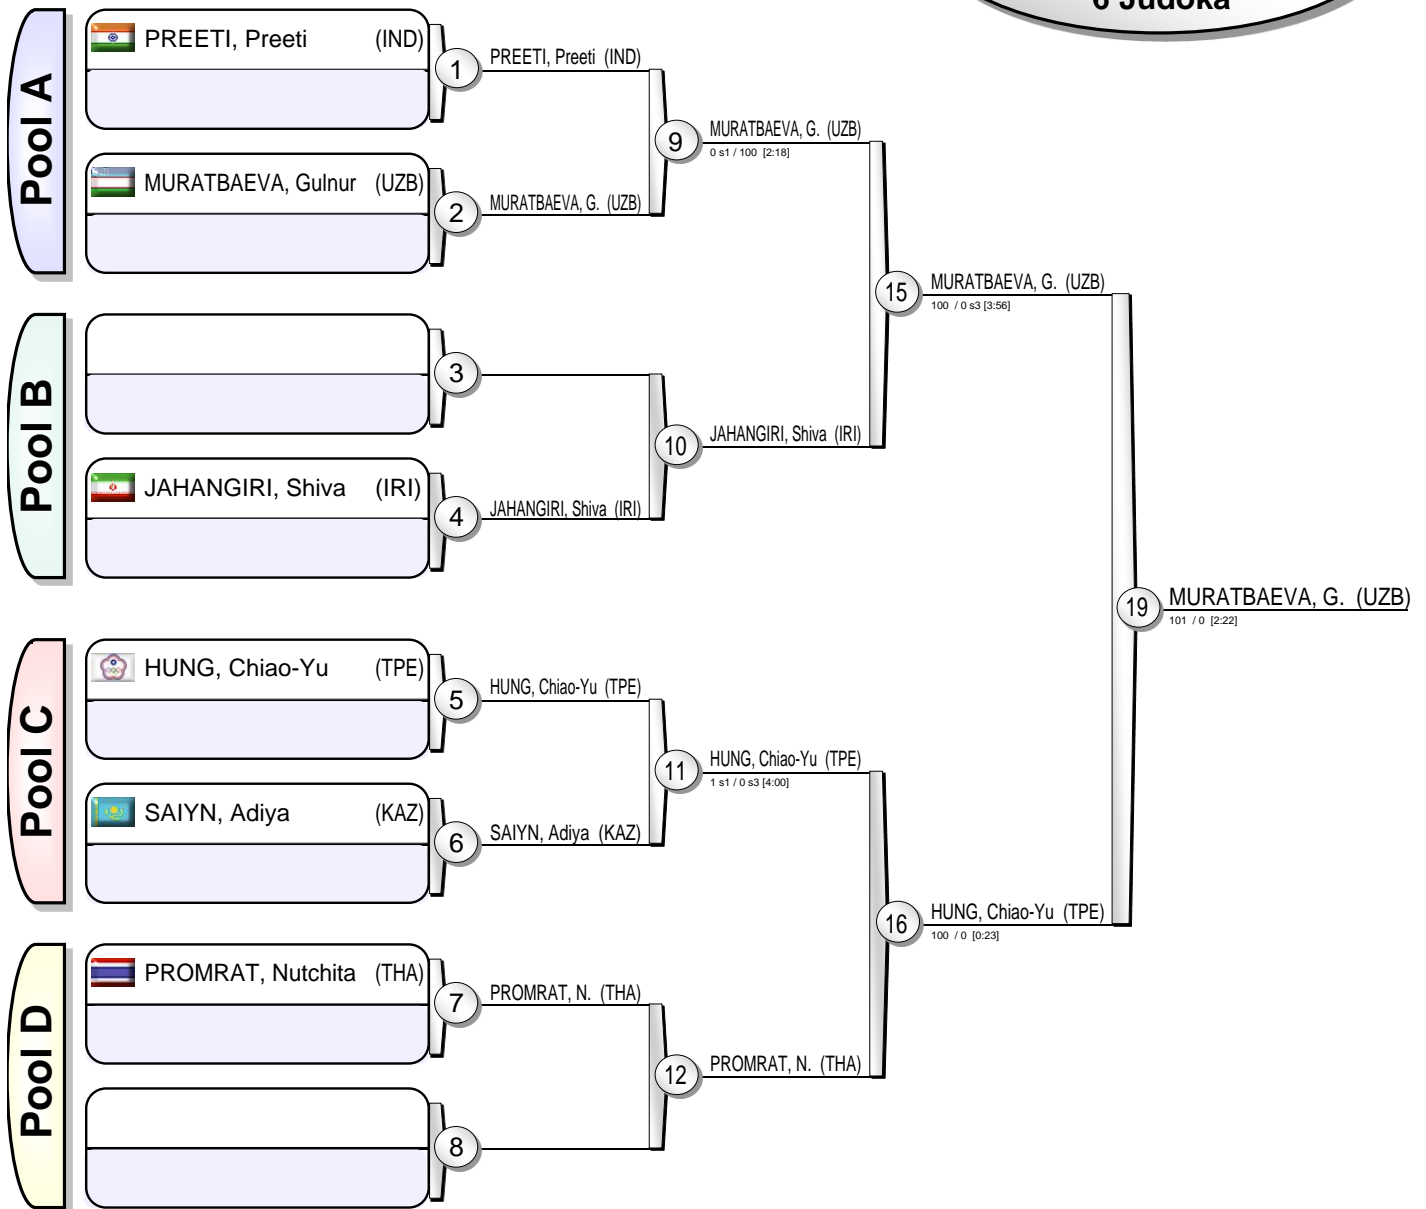 6 Judoka
Pool A
PREETI, Preeti (IND)
1
PREETI, Preeti (IND)
MURATBAEVA, Gulnur (UZB)
2
MURATBAEVA, G. (UZB)
9
MURATBAEVA, G. (UZB)
0 s1 / 100 [2:18]
Pool B
3
JAHANGIRI, Shiva (IRI)
4
JAHANGIRI, Shiva (IRI)
10
JAHANGIRI, Shiva (IRI)
15
MURATBAEVA, G. (UZB)
100 / 0 s3 [3:56]
Pool C
HUNG, Chiao-Yu (TPE)
5
HUNG, Chiao-Yu (TPE)
SAIYN, Adiya (KAZ)
6
SAIYN, Adiya (KAZ)
11
HUNG, Chiao-Yu (TPE)
1 s1 / 0 s3 [4:00]
Pool D
PROMRAT, Nutchita (THA)
7
PROMRAT, N. (THA)
8
12
PROMRAT, N. (THA)
16
HUNG, Chiao-Yu (TPE)
100 / 0 [0:23]
19
MURATBAEVA, G. (UZB)
101 / 0 [2:22]